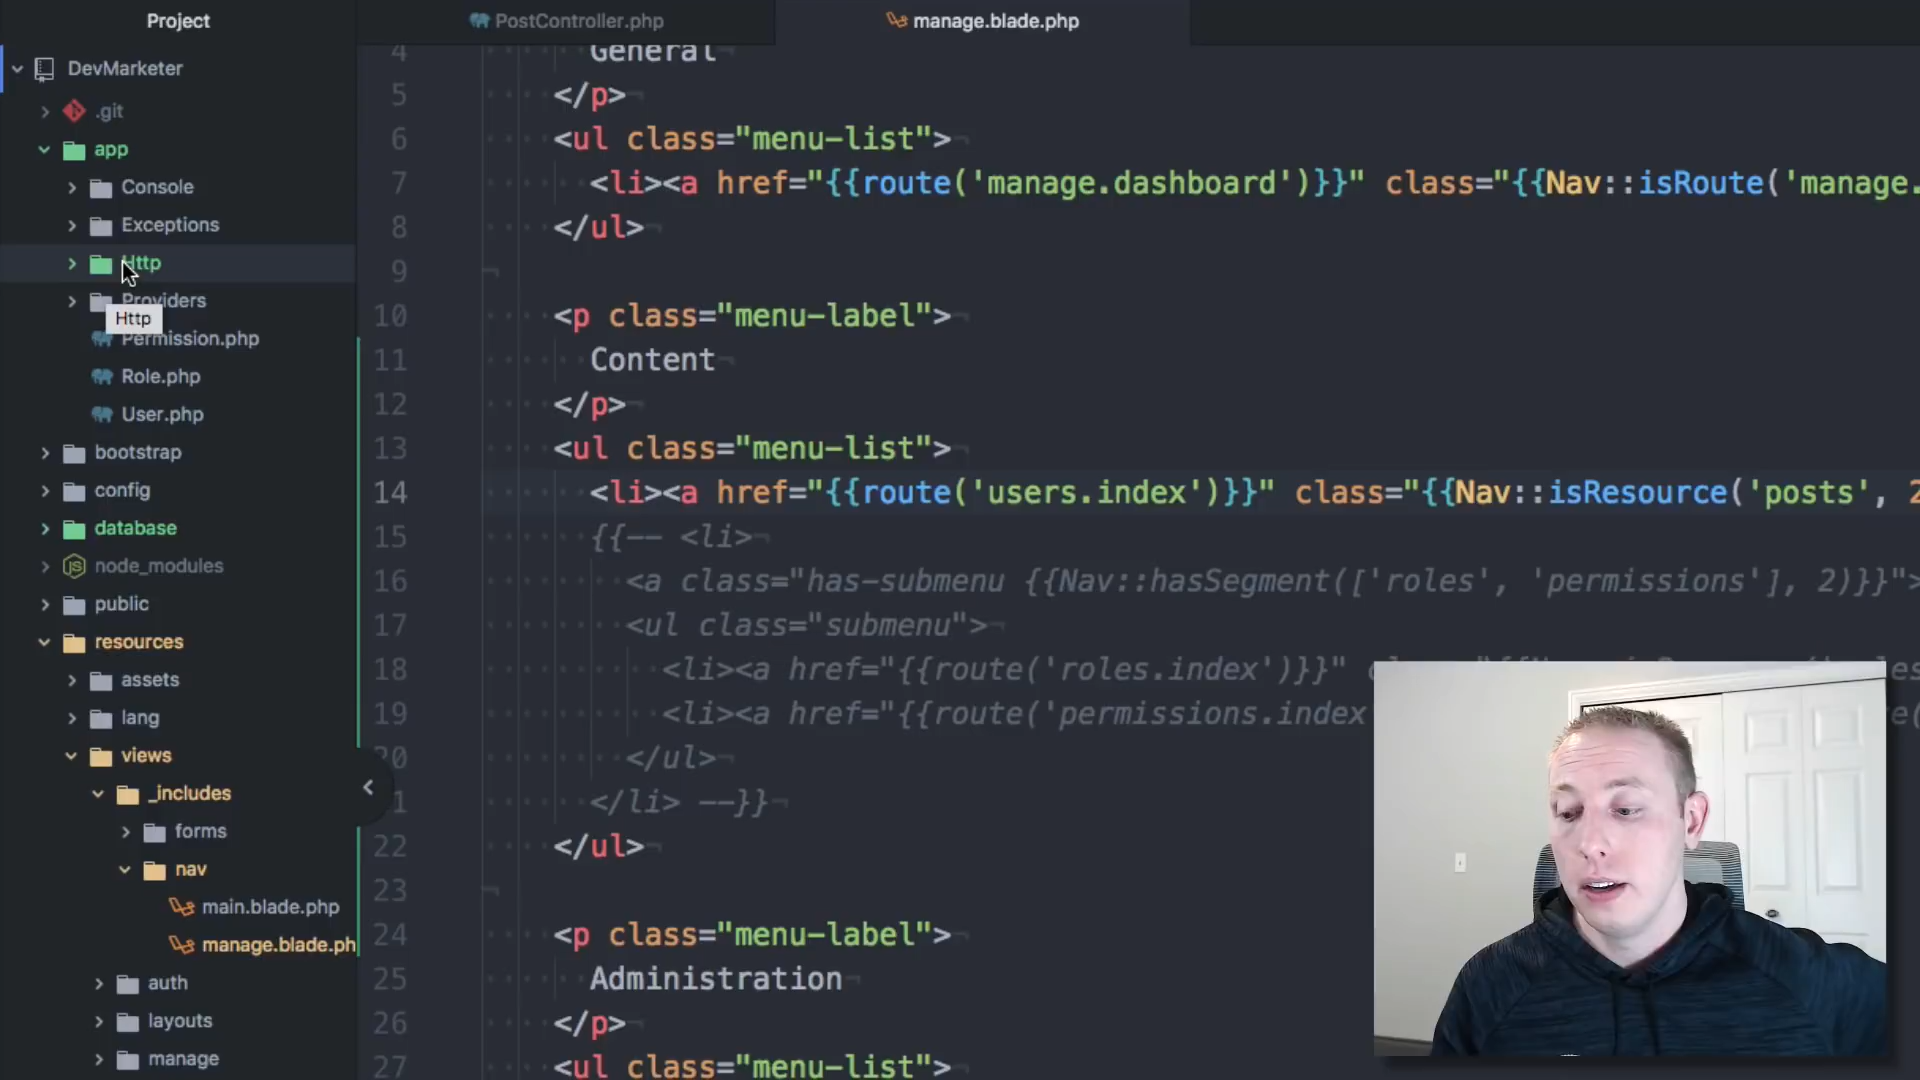 Project
PostController.php
manage.blade.php
DevMarketer
.git
app
Console
Exceptions
Http
Providers
Http
Permission.php
Role.php
User.php
bootstrap
config
database
node_modules
public
resources
assets
lang
views
_includes
forms
nav
main.blade.php
manage.blade.ph
auth
layouts
manage
4 General
5 </p>
6 <ul class="menu-list">
7 <li><a href="{{route('manage.dashboard')}}" class="{{Nav::isRoute('manage.
8 </ul>
9
10 <p class="menu-label">
11 Content
12 </p>
13 <ul class="menu-list">
14 <li><a href="{{route('users.index')}}" class="{{Nav::isResource('posts', 2
15 {{-- <li>
16 <a class="has-submenu {{Nav::hasSegment(['roles', 'permissions'], 2)}}">
17 <ul class="submenu">
18 <li><a href="{{route('roles.index')}}"
19 <li><a href="{{route('permissions.index
20 </ul>
1 </li> --}}
22 </ul>
23
24 <p class="menu-label">
25 Administration
26 </p>
27 <ul class="menu-list">